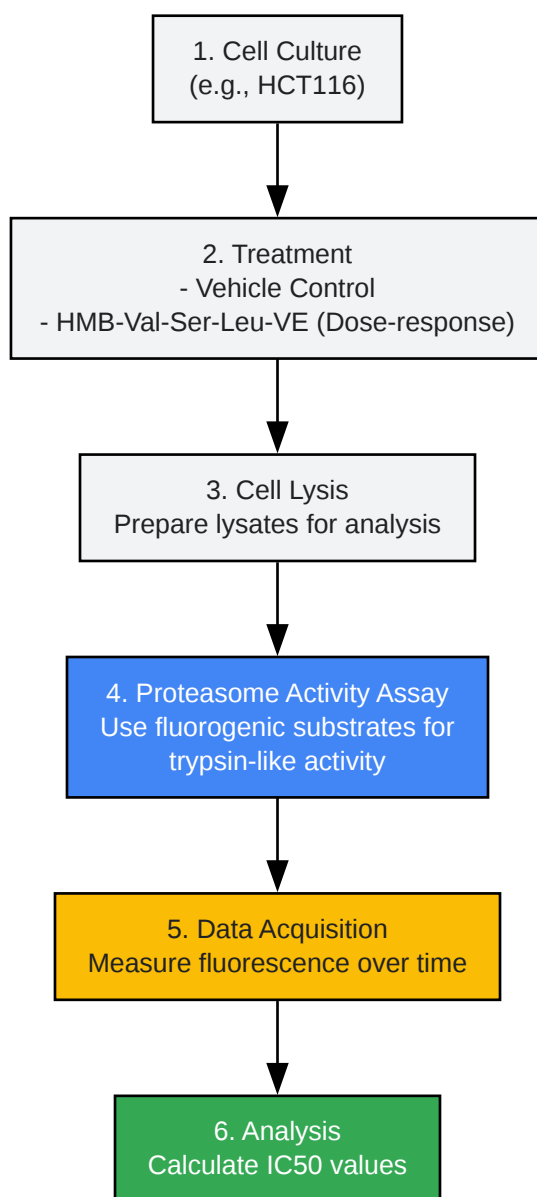 1. Cell Culture
(e.g., HCT116)
2. Treatment
- Vehicle Control
- HMB-Val-Ser-Leu-VE (Dose-response)
3. Cell Lysis
Prepare lysates for analysis
4. Proteasome Activity Assay
Use fluorogenic substrates for
trypsin-like activity
5. Data Acquisition
Measure fluorescence over time
6. Analysis
Calculate IC50 values